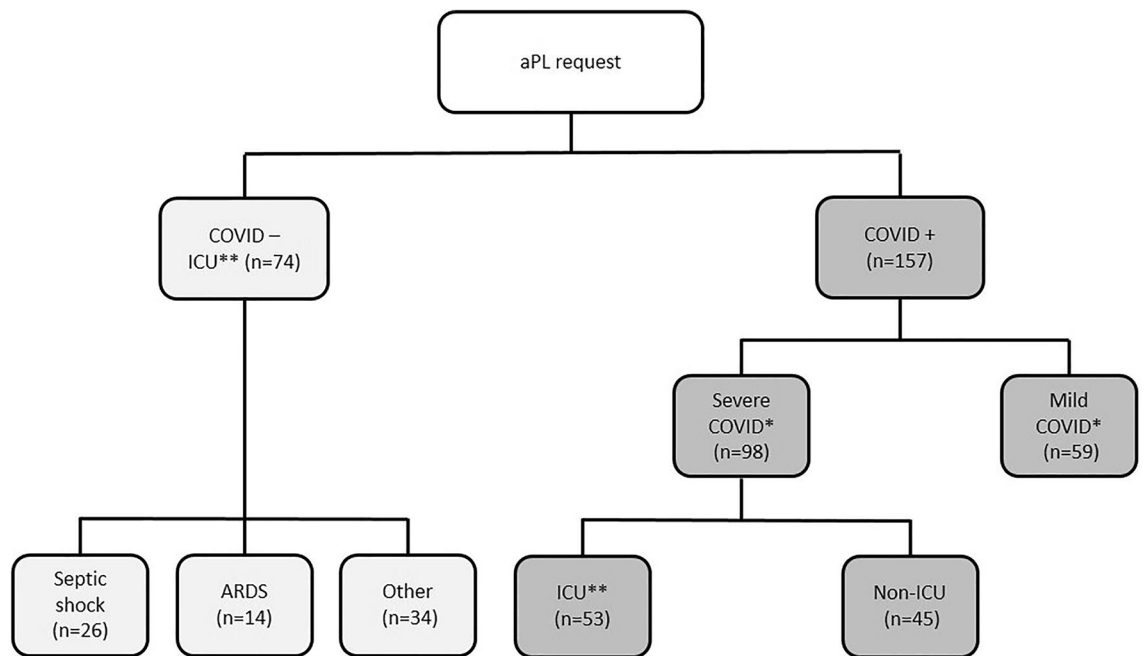 aPL request
COVID –
ICU** (n=74)
COVID +
(n=157)
Severe
COVID*
(n=98)
Mild
COVID*
(n=59)
Septic
shock
(n=26)
ARDS
(n=14)
Other
(n=34)
ICU**
(n=53)
Non-ICU
(n=45)